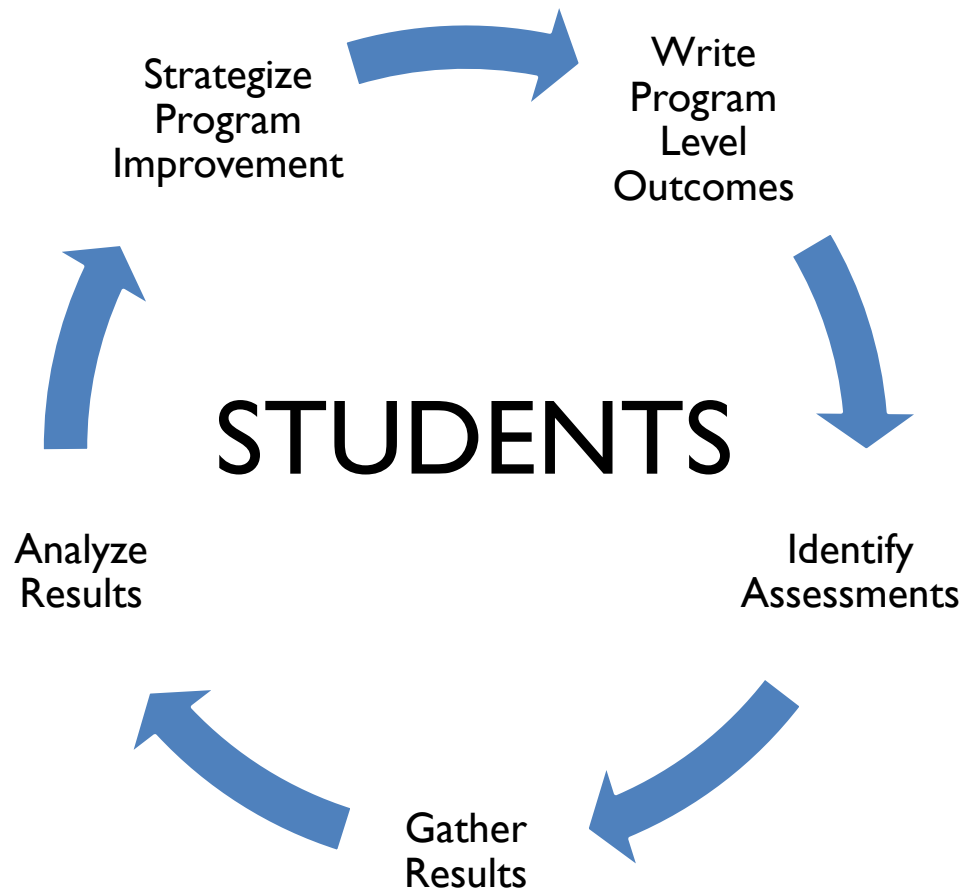 Strategize
Program
Improvement
Write
Program
Level
Outcomes
STUDENTS
Analyze
Results
Identify
Assessments
Gather
Results